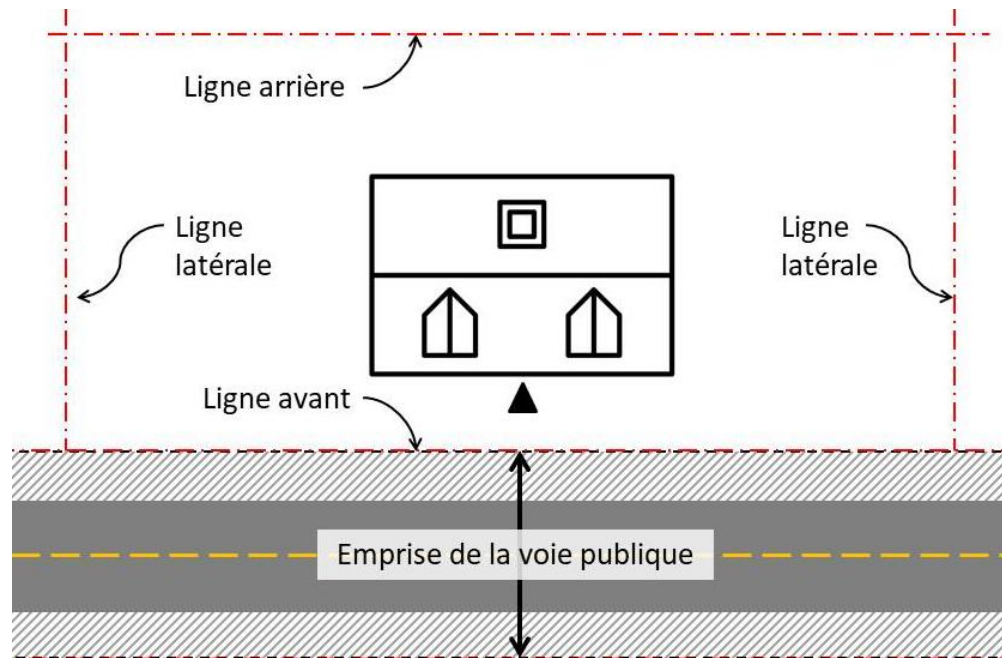 Ligne arrière
Ligne
latérale
Ligne
latérale
Ligne avant
Emprise de la voie publique